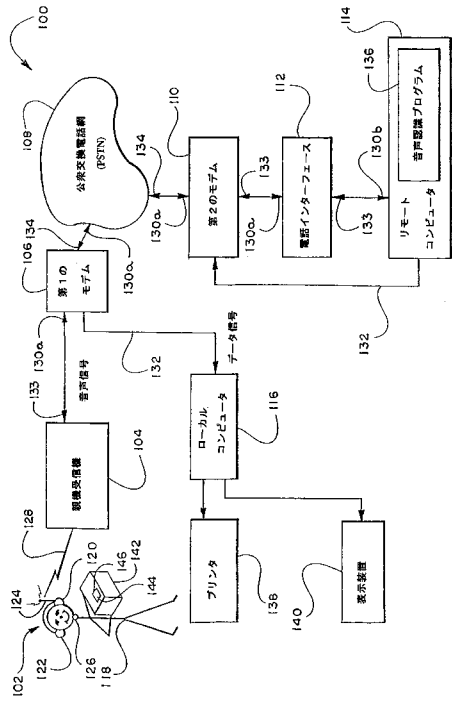 100
108
公衆交換電話網
(PSTN)
134
106
第1の
モデム
130a
134
130a
133
音声信号
132
親機受信機
104
128
124
102
122
120
126
118
146
142
144
110
第2のモデム
130a
133
112
電話インターフェース
133
130b
114
136
音声認識プログラム
リモート
コンピュータ
132
データ信号
ローカル
コンピュータ
116
プリンタ
138
表示装置
140